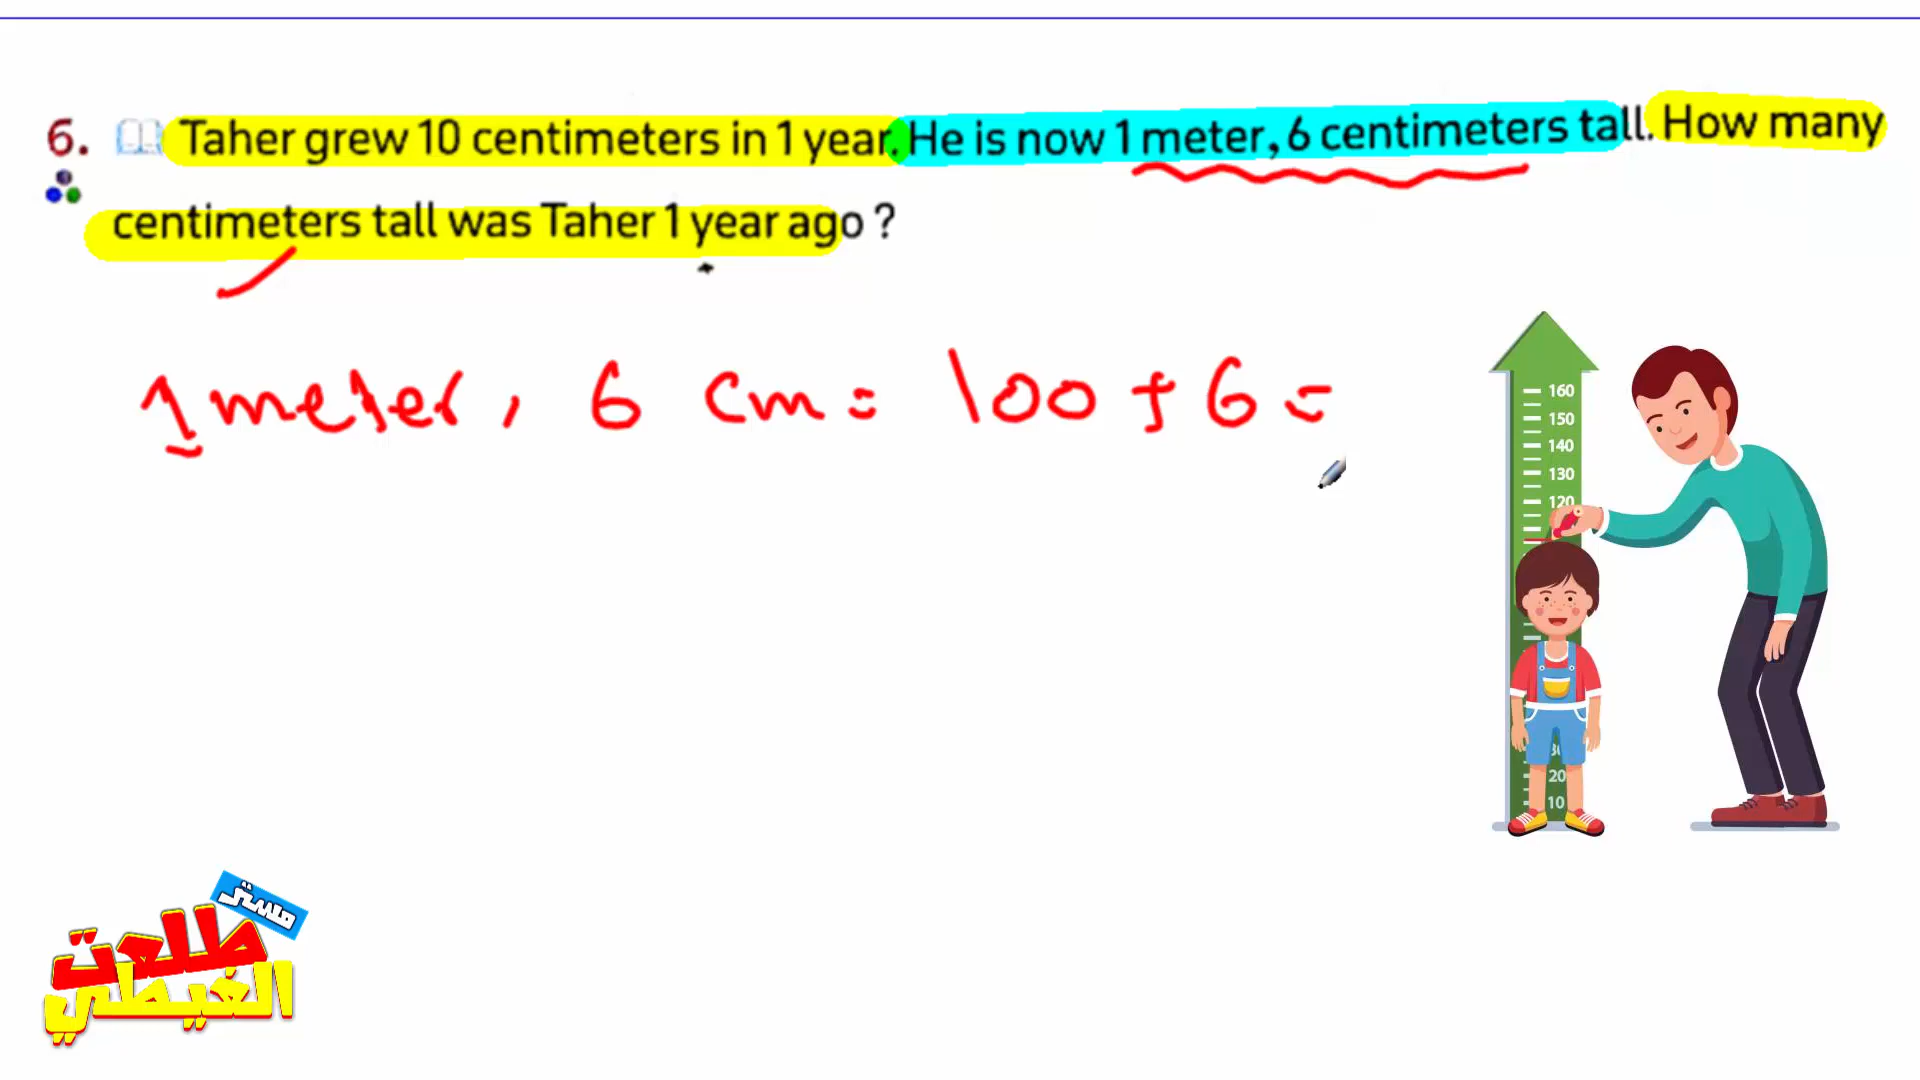 6. Taher grew 10 centimeters in 1 year. He is now 1 meter, 6 centimeters tall. How many
centimeters tall was Taher 1 year ago ?
1 meter, 6 cm = 100 + 6 =
160
150
140
130
120
30
20
10
مستر
طلعت
الغيطي